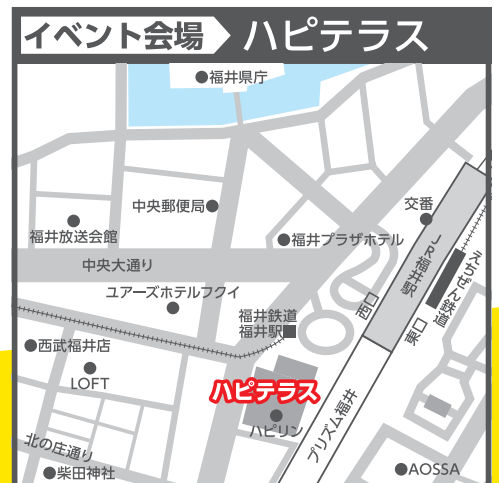 イベント会場 ハピテラス
福井県庁
中央郵便局
交番
福井放送会館
福井プラザホテル
JR福井駅
中央大通り
えちぜん鉄道
ユアーズホテルフクイ
西口
福井鉄道
福井駅
東口
西武福井店
LOFT
ハピテラス
プリズム福井
ハピリン
北の庄通り
柴田神社
AOSSA